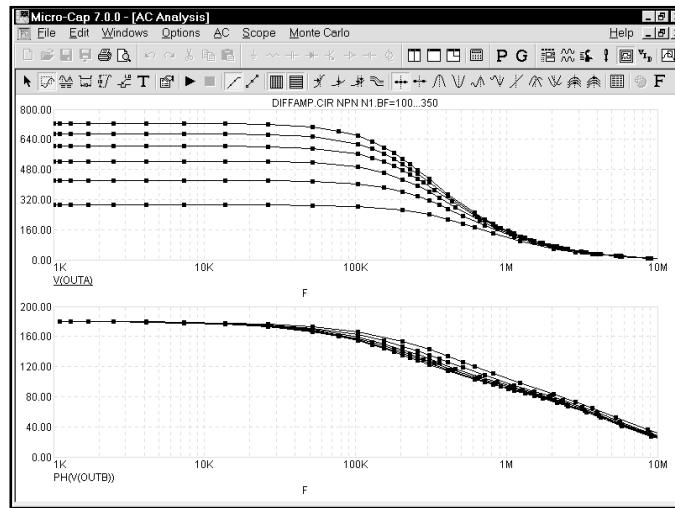 Micro-Cap 7.0.0 - [AC Analysis]
File Edit Windows Options AC Scope Monte Carlo Help
P G
T F
DIFFAMP.CIR NPN N1.BF=100...350
800.00
640.00
480.00
320.00
160.00
0.00
1K 10K 100K 1M 10M
V(OUTA)
F
200.00
160.00
120.00
80.00
40.00
0.00
1K 10K 100K 1M 10M
PH(V(OUTB))
F